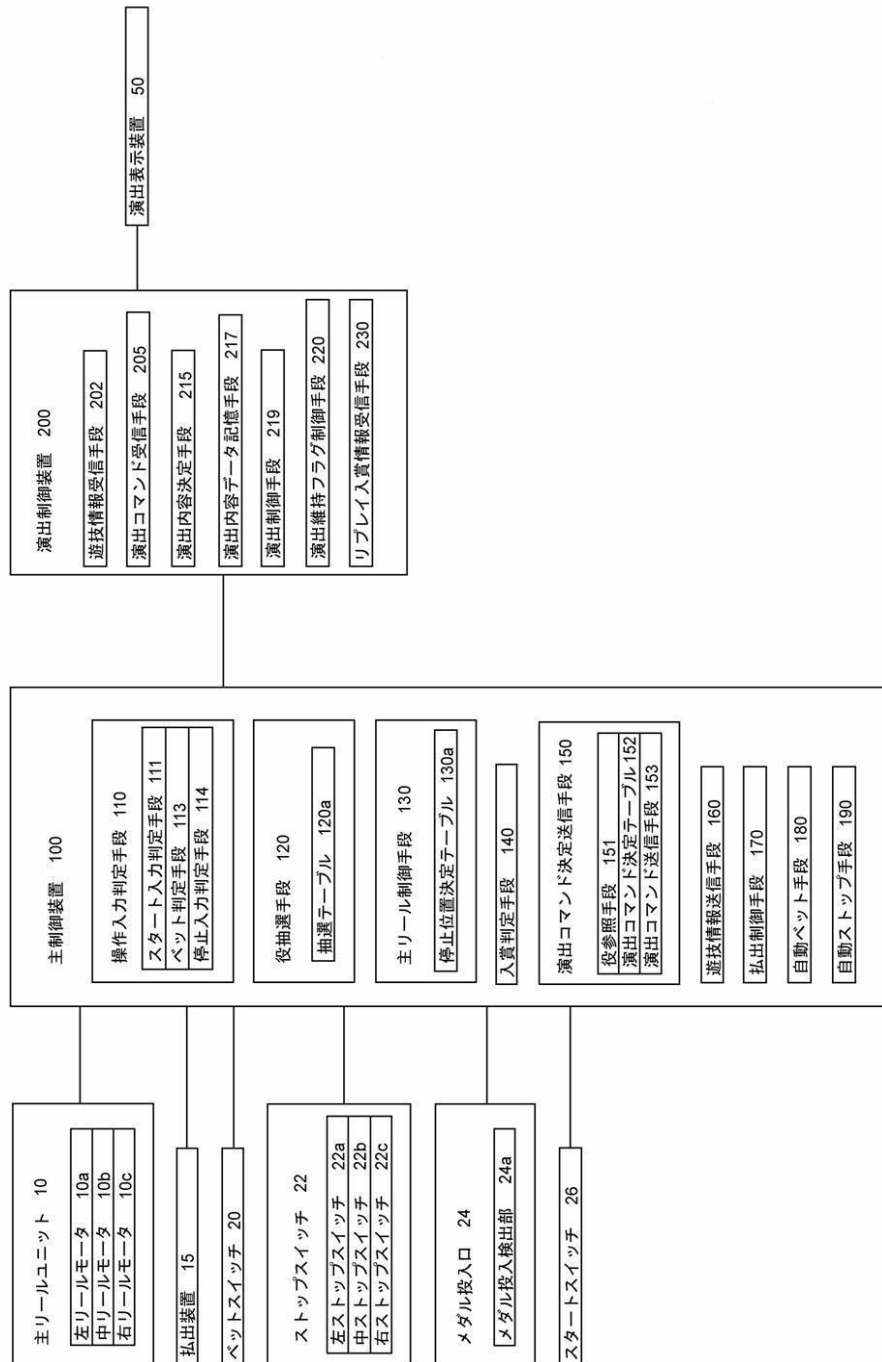 主リールユニット 10
左リールモータ 10a
中リールモータ 10b
右リールモータ 10c
払出装置 15
ベットスイッチ 20
ストップスイッチ 22
左ストップスイッチ 22a
中ストップスイッチ 22b
右ストップスイッチ 22c
メダル投入口 24
メダル投入検出部 24a
スタートスイッチ 26
主制御装置 100
操作入力判定手段 110
スタート入力判定手段 111
ベット判定手段 113
停止入力判定手段 114
役抽選手段 120
抽選テーブル 120a
主リール制御手段 130
停止位置決定テーブル 130a
入賞判定手段 140
演出コマンド決定送信手段 150
役参照手段 151
演出コマンド決定テーブル 152
演出コマンド送信手段 153
遊技情報送信手段 160
払出制御手段 170
自動ベット手段 180
自動ストップ手段 190
演出制御装置 200
遊技情報受信手段 202
演出コマンド受信手段 205
演出内容決定手段 215
演出内容データ記憶手段 217
演出制御手段 219
演出維持フラグ制御手段 220
リプレイ入賞情報受信手段 230
演出表示装置 50